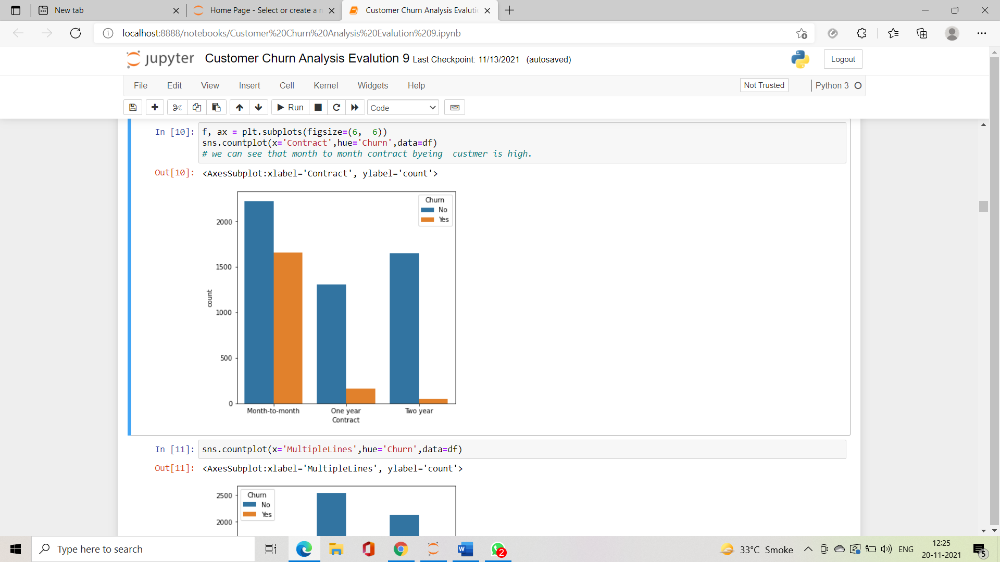 New tab
Home Page - Select or create a n
Customer Churn Analysis Evalutio
localhost:8888/notebooks/Customer%20Churn%20Analysis%20Evalution%209.ipynb
jupyter Customer Churn Analysis Evalution 9 Last Checkpoint: 11/13/2021 (autosaved)
Logout
File Edit View Insert Cell Kernel Widgets Help
Not Trusted
Python 3
Run
Code
In [10]: f, ax = plt.subplots(figsize=(6,  6))
sns.countplot(x='Contract',hue='Churn',data=df)
# we can see that month to month contract byeing  custmer is high.
Out[10]: <AxesSubplot:xlabel='Contract', ylabel='count'>
Churn
No
Yes
2000
1500
1000
500
0
count
Month-to-month One year Two year
Contract
In [11]: sns.countplot(x='MultipleLines',hue='Churn',data=df)
Out[11]: <AxesSubplot:xlabel='MultipleLines', ylabel='count'>
Churn
No
Yes
2500
2000
Type here to search
W
2
33°C Smoke
ENG
12:25
20-11-2021
5